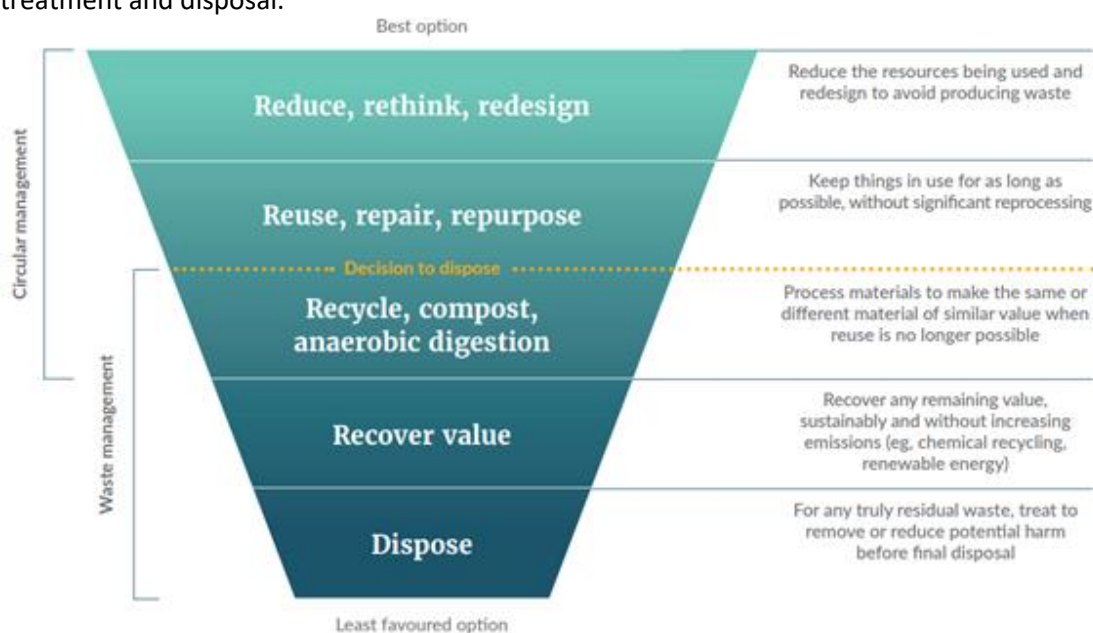 treatment and disposal.
Best option
Circular management
Waste management
Reduce, rethink, redesign
Reduce the resources being used and
redesign to avoid producing waste
Reuse, repair, repurpose
Keep things in use for as long as
possible, without significant reprocessing
Decision to dispose
Recycle, compost,
anaerobic digestion
Process materials to make the same or
different material of similar value when
reuse is no longer possible
Recover value
Recover any remaining value,
sustainably and without increasing
emissions (eg, chemical recycling,
renewable energy)
Dispose
For any truly residual waste, treat to
remove or reduce potential harm
before final disposal
Least favoured option